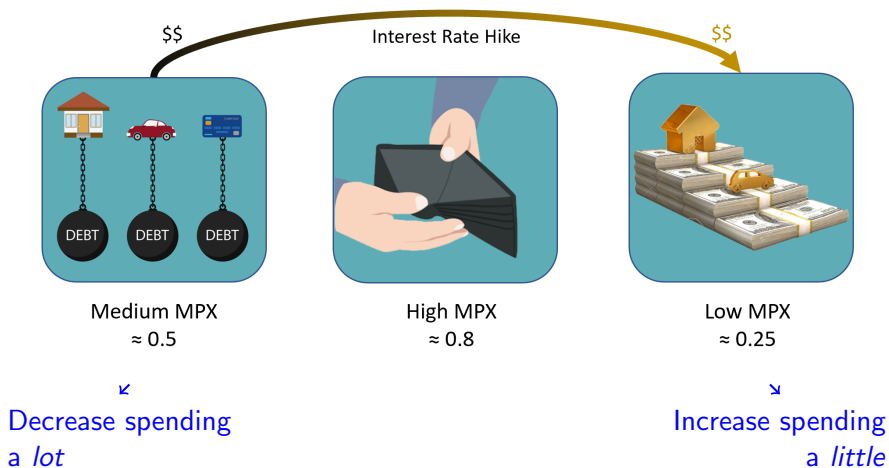 $$
Interest Rate Hike
$$
DEBT
DEBT
DEBT
Medium MPX
≈ 0.5
High MPX
≈ 0.8
Low MPX
≈ 0.25
Decrease spending
a lot
Increase spending
a little